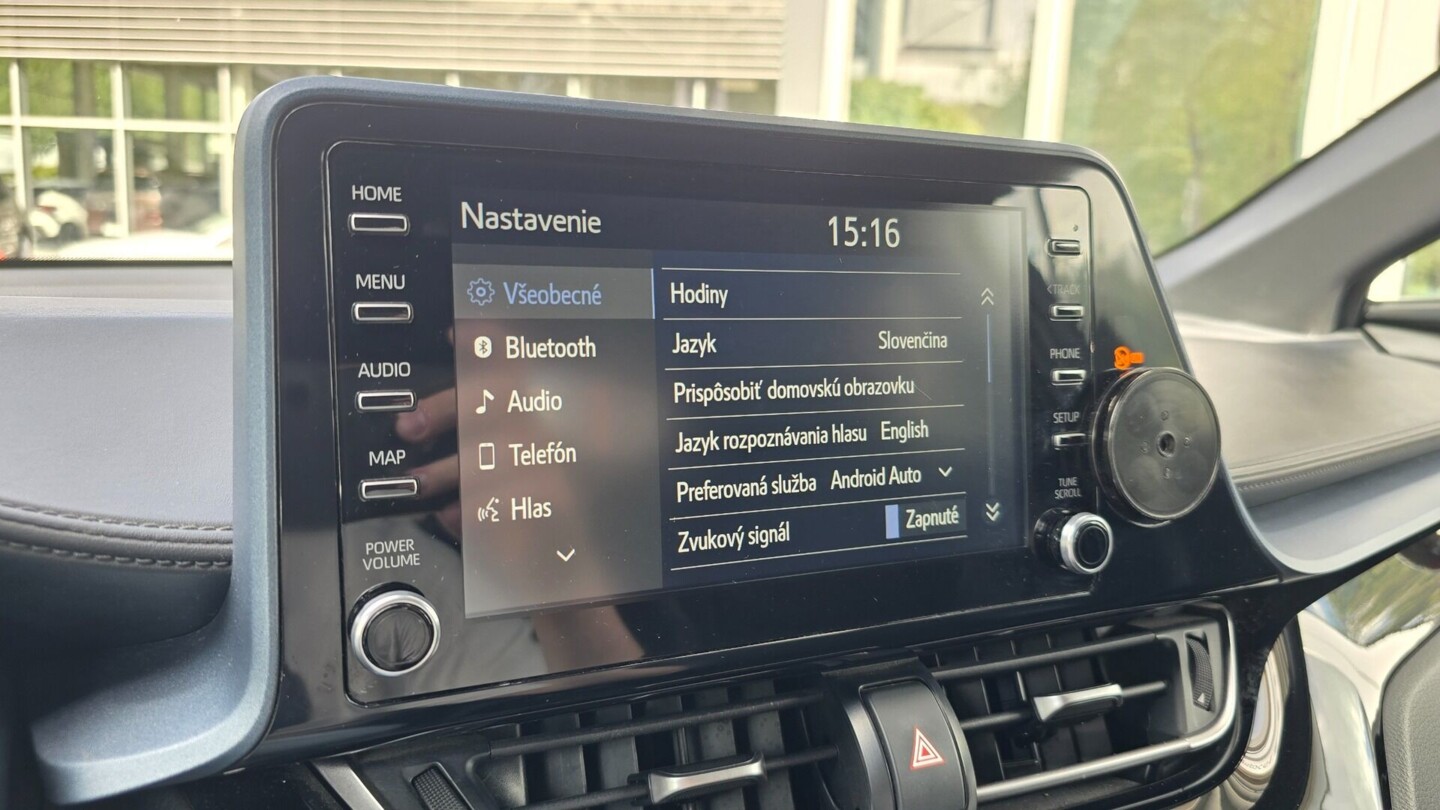 HOME
MENU
AUDIO
MAP
POWER
VOLUME
Nastavenie
15:16
Všeobecné
Bluetooth
Audio
Telefón
Hlas
Hodiny
Jazyk Slovenčina
Prispôsobiť domovskú obrazovku
Jazyk rozpoznávania hlasu English
Preferovaná služba Android Auto
Zvukový signál Zapnuté
<TRACK
PHONE
SETUP
TUNE
SCROLL